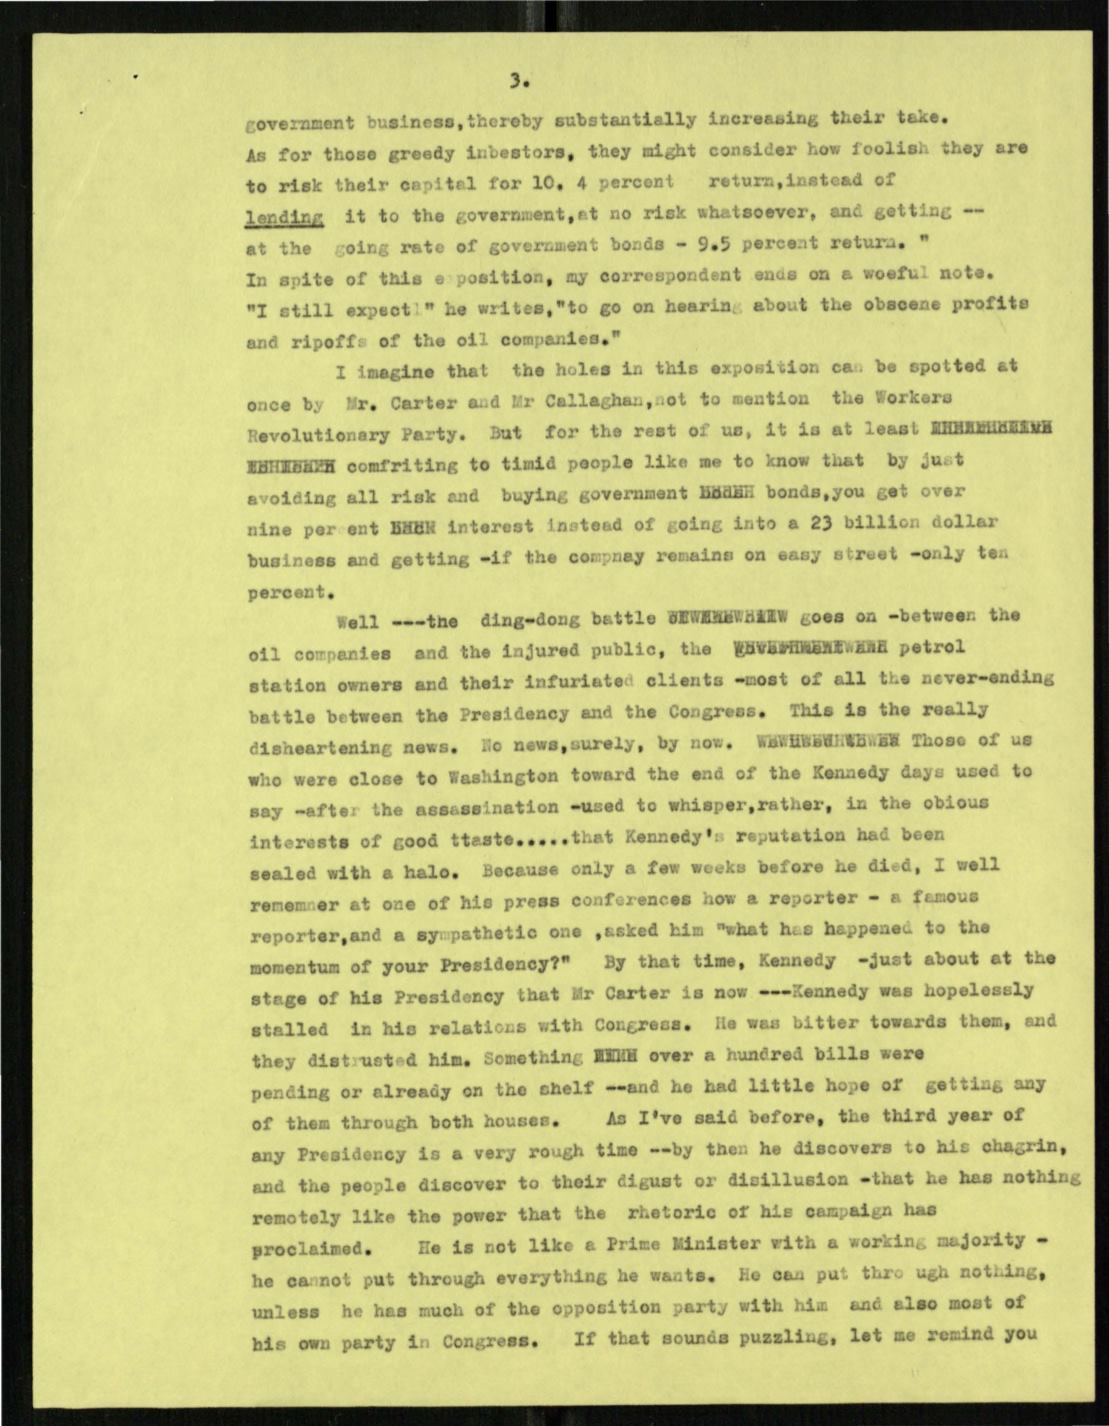 3.
government business,thereby substantially increasing their take.
As for those greedy inbestors, they might consider how foolish they are
to risk their capital for 10. 4 percent return,instead of
lending it to the government,at no risk whatsoever, and getting --
at the going rate of government bonds - 9.5 percent return. "
In spite of this e position, my correspondent ends on a woeful note.
"I still expect " he writes,"to go on hearing about the obscene profits
and ripoffs of the oil companies."
I imagine that the holes in this exposition can be spotted at
once by Mr. Carter and Mr Callaghan,not to mention the Workers
Revolutionary Party. But for the rest of us, it is at least
comfriting to timid people like me to know that by just
avoiding all risk and buying government bonds,you get over
nine per ent interest instead of going into a 23 billion dollar
business and getting -if the compnay remains on easy street -only ten
percent.
Well ---the ding-dong battle goes on -between the
oil companies and the injured public, the petrol
station owners and their infuriated clients -most of all the never-ending
battle between the Presidency and the Congress. This is the really
disheartening news. No news,surely, by now. Those of us
who were close to Washington toward the end of the Kennedy days used to
say -after the assassination -used to whisper,rather, in the obious
interests of good ttaste.....that Kennedy's reputation had been
sealed with a halo. Because only a few weeks before he died, I well
rememner at one of his press conferences how a reporter - a famous
reporter,and a sympathetic one ,asked him "what has happened to the
momentum of your Presidency?" By that time, Kennedy -just about at the
stage of his Presidency that Mr Carter is now ---Kennedy was hopelessly
stalled in his relations with Congress. He was bitter towards them, and
they distrusted him. Something over a hundred bills were
pending or already on the shelf --and he had little hope of getting any
of them through both houses. As I've said before, the third year of
any Presidency is a very rough time --by then he discovers to his chagrin,
and the people discover to their digust or disillusion -that he has nothing
remotely like the power that the rhetoric of his campaign has
proclaimed. He is not like a Prime Minister with a working majority -
he cannot put through everything he wants. He can put thro ugh nothing,
unless he has much of the opposition party with him and also most of
his own party in Congress. If that sounds puzzling, let me remind you